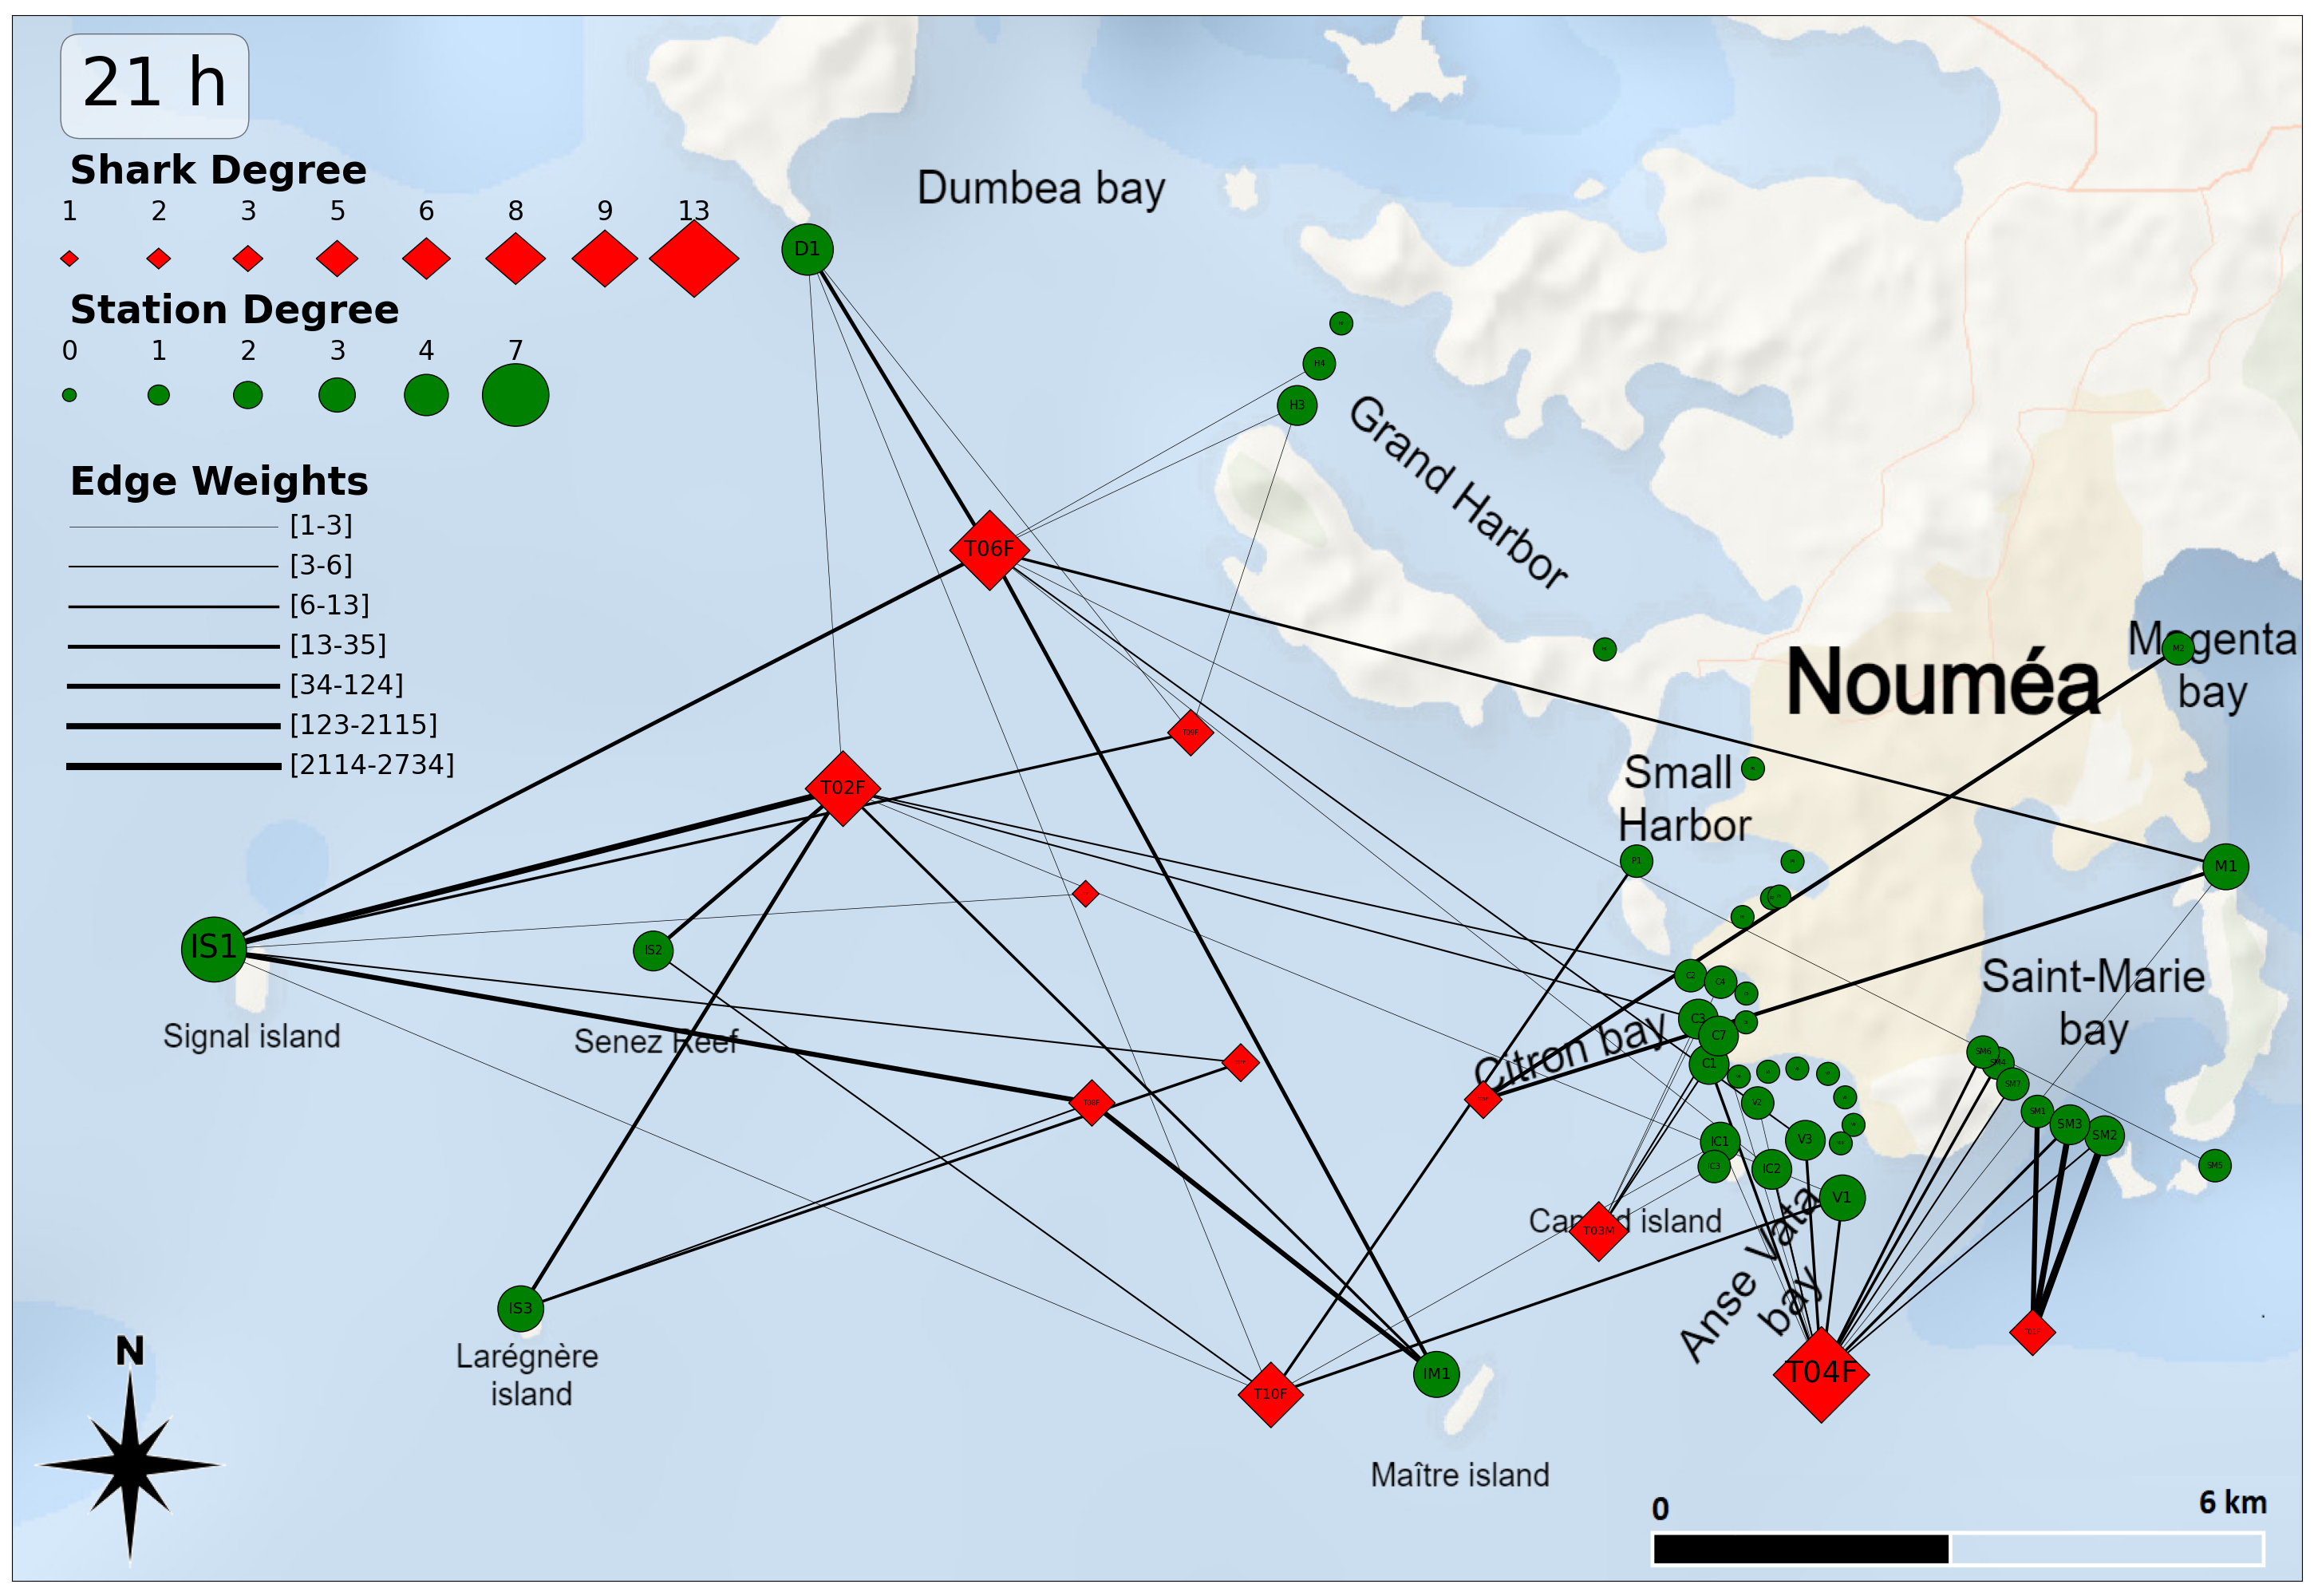 21 h
Shark Degree
1 2 3 5 6 8 9 13
Station Degree
0 1 2 3 4 7
Edge Weights
[1-3]
[3-6]
[6-13]
[13-35]
[34-124]
[123-2115]
[2114-2734]
Dumbea bay
D1
H4
H3
Grand Harbor
T06F
Magenta
bay
M2
Nouméa
T09F
T02F
Small
Harbor
P1
M1
IS1
IS2
C2
C4
Saint-Marie
bay
Signal island
Senez Reef
C3
C7
Citron bay
C1
SM6
SM4
SM7
T08F
V2
SM1
SM3
SM2
IC1
V3
IC3
IC2
SM5
V1
Canard island
T03M
Anse Vata
bay
IS3
T01F
Larégnère
island
N
IM1
T10F
T04F
Maître island
0 6 km